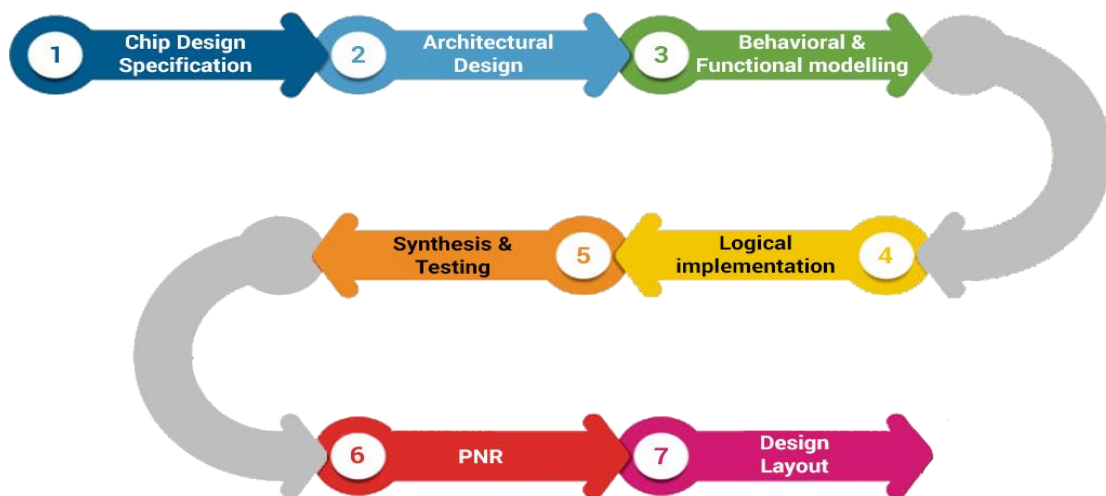 1
Chip Design
Specification
2
Architectural
Design
3
Behavioral &
Functional modelling
4
Logical
implementation
5
Synthesis &
Testing
6
PNR
7
Design
Layout